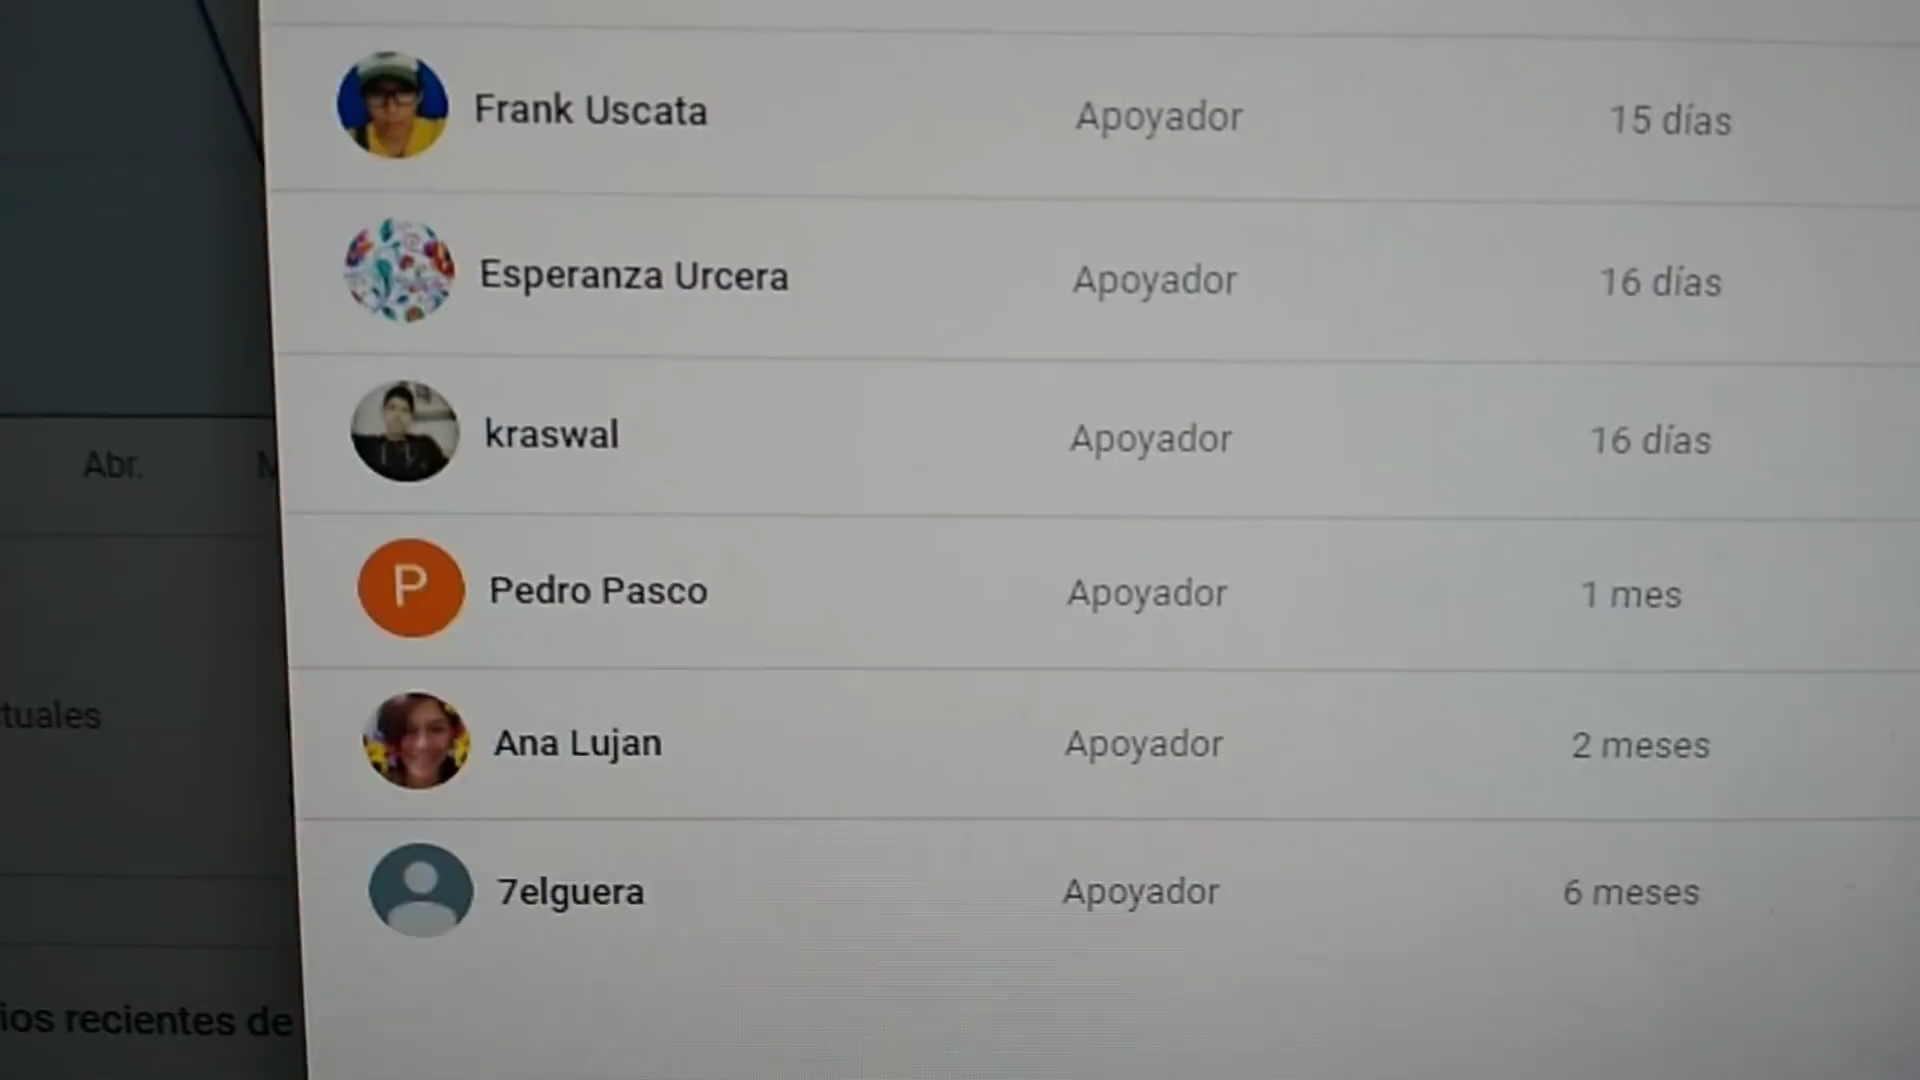 Frank Uscata Apoyador 15 días
Esperanza Urcera Apoyador 16 días
kraswal Apoyador 16 días
Abr.
P Pedro Pasco Apoyador 1 mes
tuales
Ana Lujan Apoyador 2 meses
7elguera Apoyador 6 meses
ios recientes de